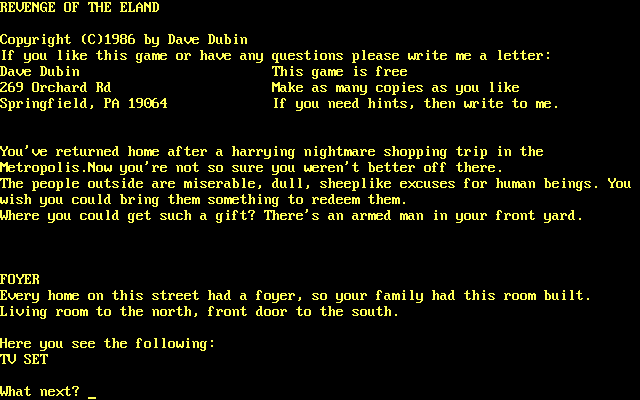 REVENGE OF THE ELAND
Copyright (C)1986 by Dave Dubin
If you like this game or have any questions please write me a letter:
Dave Dubin                    This game is free
269 Orchard Rd                Make as many copies as you like
Springfield, PA 19064         If you need hints, then write to me.
You've returned home after a harrying nightmare shopping trip in the
Metropolis.Now you're not so sure you weren't better off there.
The people outside are miserable, dull, sheeplike excuses for human beings. You
wish you could bring them something to redeem them.
Where you could get such a gift? There's an armed man in your front yard.
FOYER
Every home on this street had a foyer, so your family had this room built.
Living room to the north, front door to the south.
Here you see the following:
TV SET
What next? _